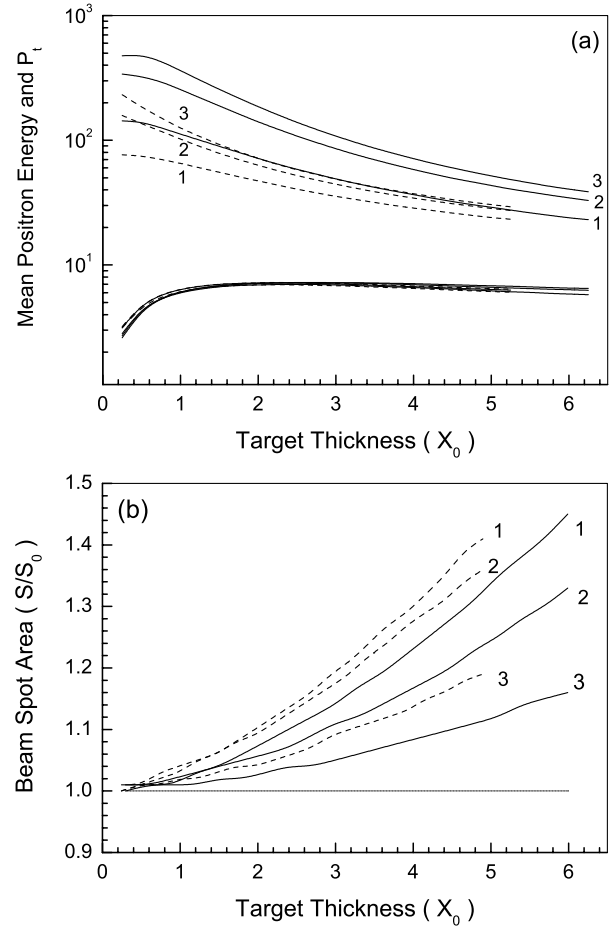 10³
(a)
Mean Positron Energy and Pₜ
3
10²
2
1
3
2
1
10¹
0 1 2 3 4 5 6
Target Thickness ( X₀ )
1.5
(b)
1
1
1.4
2
Beam Spot Area ( S/S₀ )
1.3
2
1.2
3
3
1.1
1.0
0.9
0 1 2 3 4 5 6
Target Thickness ( X₀ )